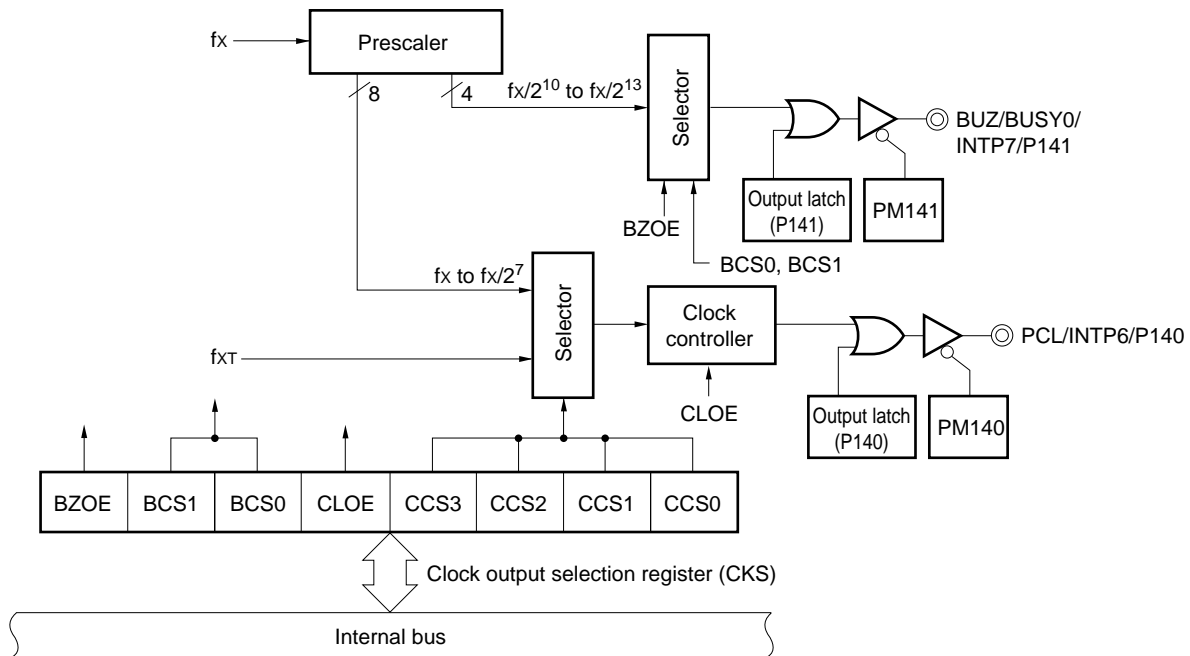 fX
Prescaler
8
4
fX/2^10 to fX/2^13
Selector
BUZ/BUSY0/
INTP7/P141
BZOE
Output latch
(P141)
PM141
BCS0, BCS1
fX to fX/2^7
Selector
Clock
controller
PCL/INTP6/P140
fXT
CLOE
Output latch
(P140)
PM140
BZOE BCS1 BCS0 CLOE CCS3 CCS2 CCS1 CCS0
Clock output selection register (CKS)
Internal bus